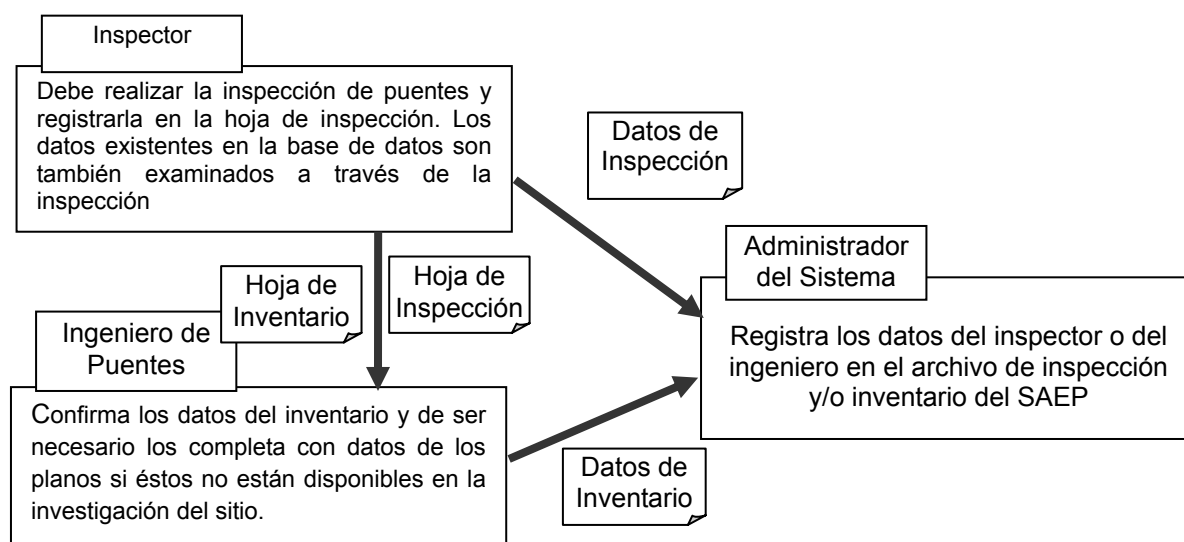 Inspector
Debe realizar la inspección de puentes y
registrarla en la hoja de inspección. Los
datos existentes en la base de datos son
también examinados a través de la
inspección
Datos de
Inspección
Administrador
del Sistema
Registra los datos del inspector o del
ingeniero en el archivo de inspección
y/o inventario del SAEP
Hoja de
Inventario
Hoja de
Inspección
Ingeniero de
Puentes
Confirma los datos del inventario y de ser
necesario los completa con datos de los
planos si éstos no están disponibles en la
investigación del sitio.
Datos de
Inventario